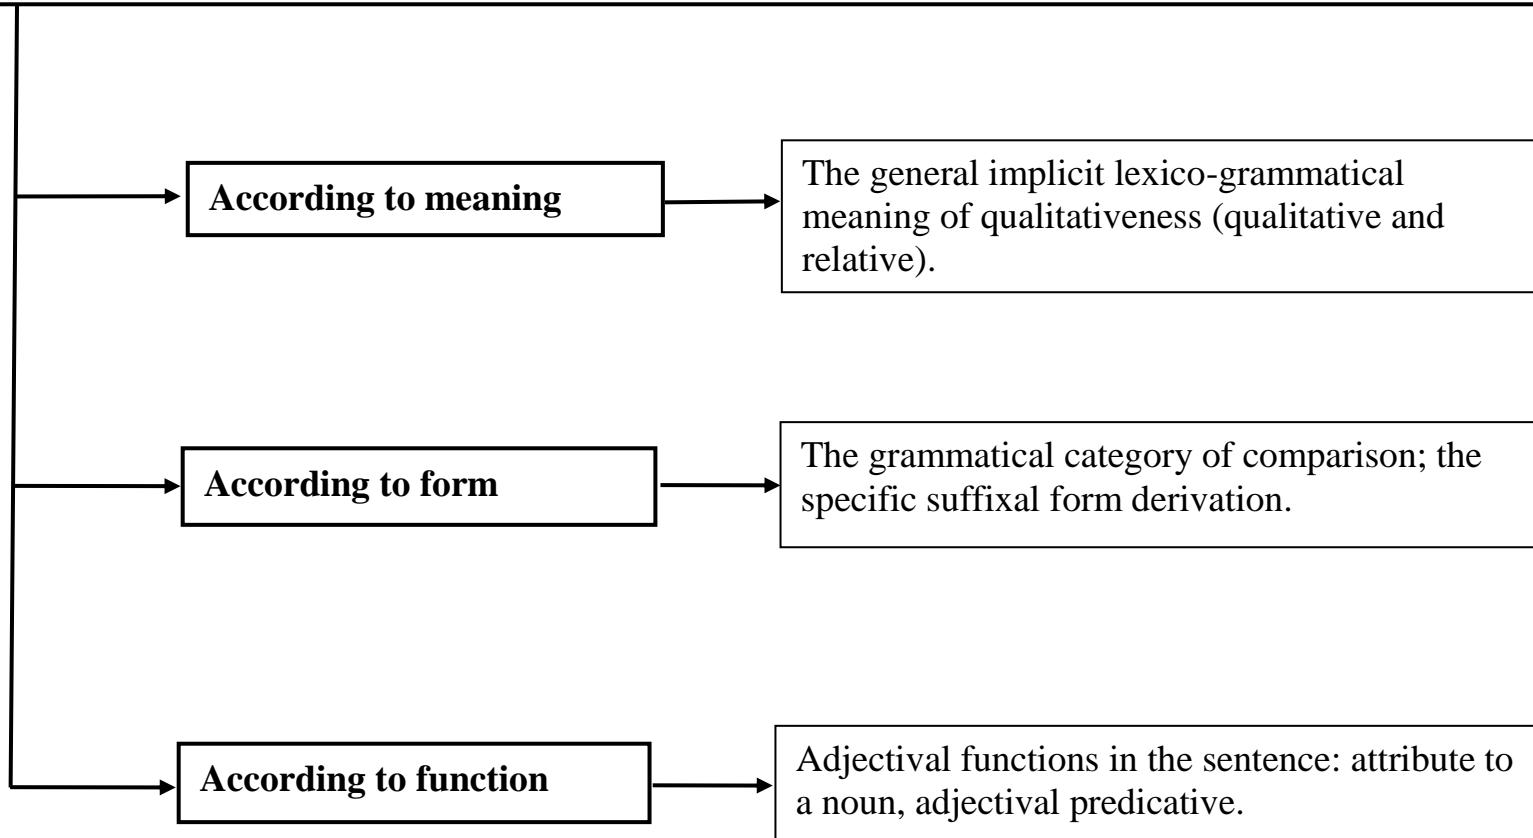 According to meaning
The general implicit lexico-grammatical
meaning of qualitativeness (qualitative and
relative).
According to form
The grammatical category of comparison; the
specific suffixal form derivation.
According to function
Adjectival functions in the sentence: attribute to
a noun, adjectival predicative.